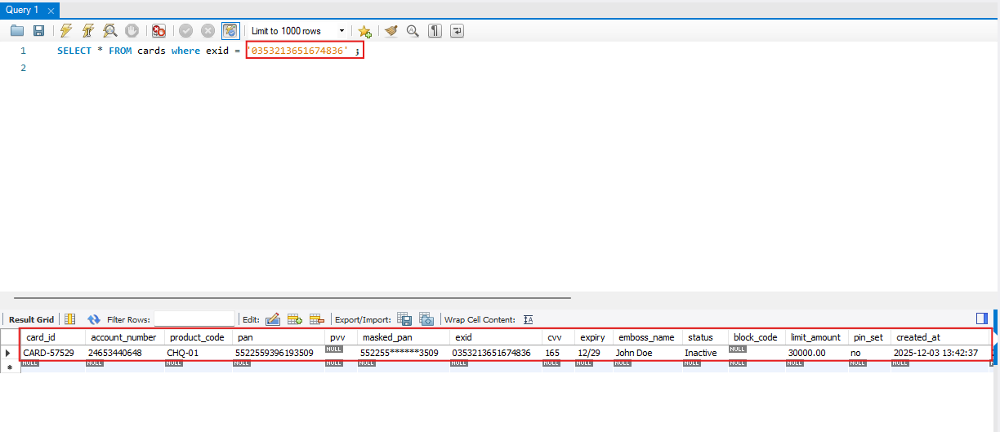 Query 1
Limit to 1000 rows
1 SELECT * FROM cards where exid = '0353213651674836' ;
2
Result Grid Filter Rows: Edit: Export/Import: Wrap Cell Content:
card_id account_number product_code pan pvv masked_pan exid cvv expiry emboss_name status block_code limit_amount pin_set created_at
CARD-57529 24653440648 CHQ-01 5522559396193509 NULL 552255******3509 0353213651674836 165 12/29 John Doe Inactive NULL 30000.00 no 2025-12-03 13:42:37
NULL NULL NULL NULL NULL NULL NULL NULL NULL NULL NULL NULL NULL NULL NULL